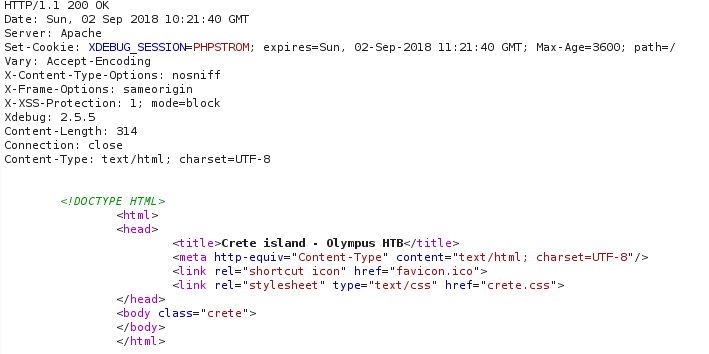 HTTP/1.1 200 OK
Date: Sun, 02 Sep 2018 10:21:40 GMT
Server: Apache
Set-Cookie: XDEBUG_SESSION=PHPSTROM; expires=Sun, 02-Sep-2018 11:21:40 GMT; Max-Age=3600; path=/
Vary: Accept-Encoding
X-Content-Type-Options: nosniff
X-Frame-Options: sameorigin
X-XSS-Protection: 1; mode=block
Xdebug: 2.5.5
Content-Length: 314
Connection: close
Content-Type: text/html; charset=UTF-8
<!DOCTYPE HTML>
<html>
<head>
<title>Crete island - Olympus HTB</title>
<meta http-equiv="Content-Type" content="text/html; charset=UTF-8"/>
<link rel="shortcut icon" href="favicon.ico">
<link rel="stylesheet" type="text/css" href="crete.css">
</head>
<body class="crete">
</body>
</html>